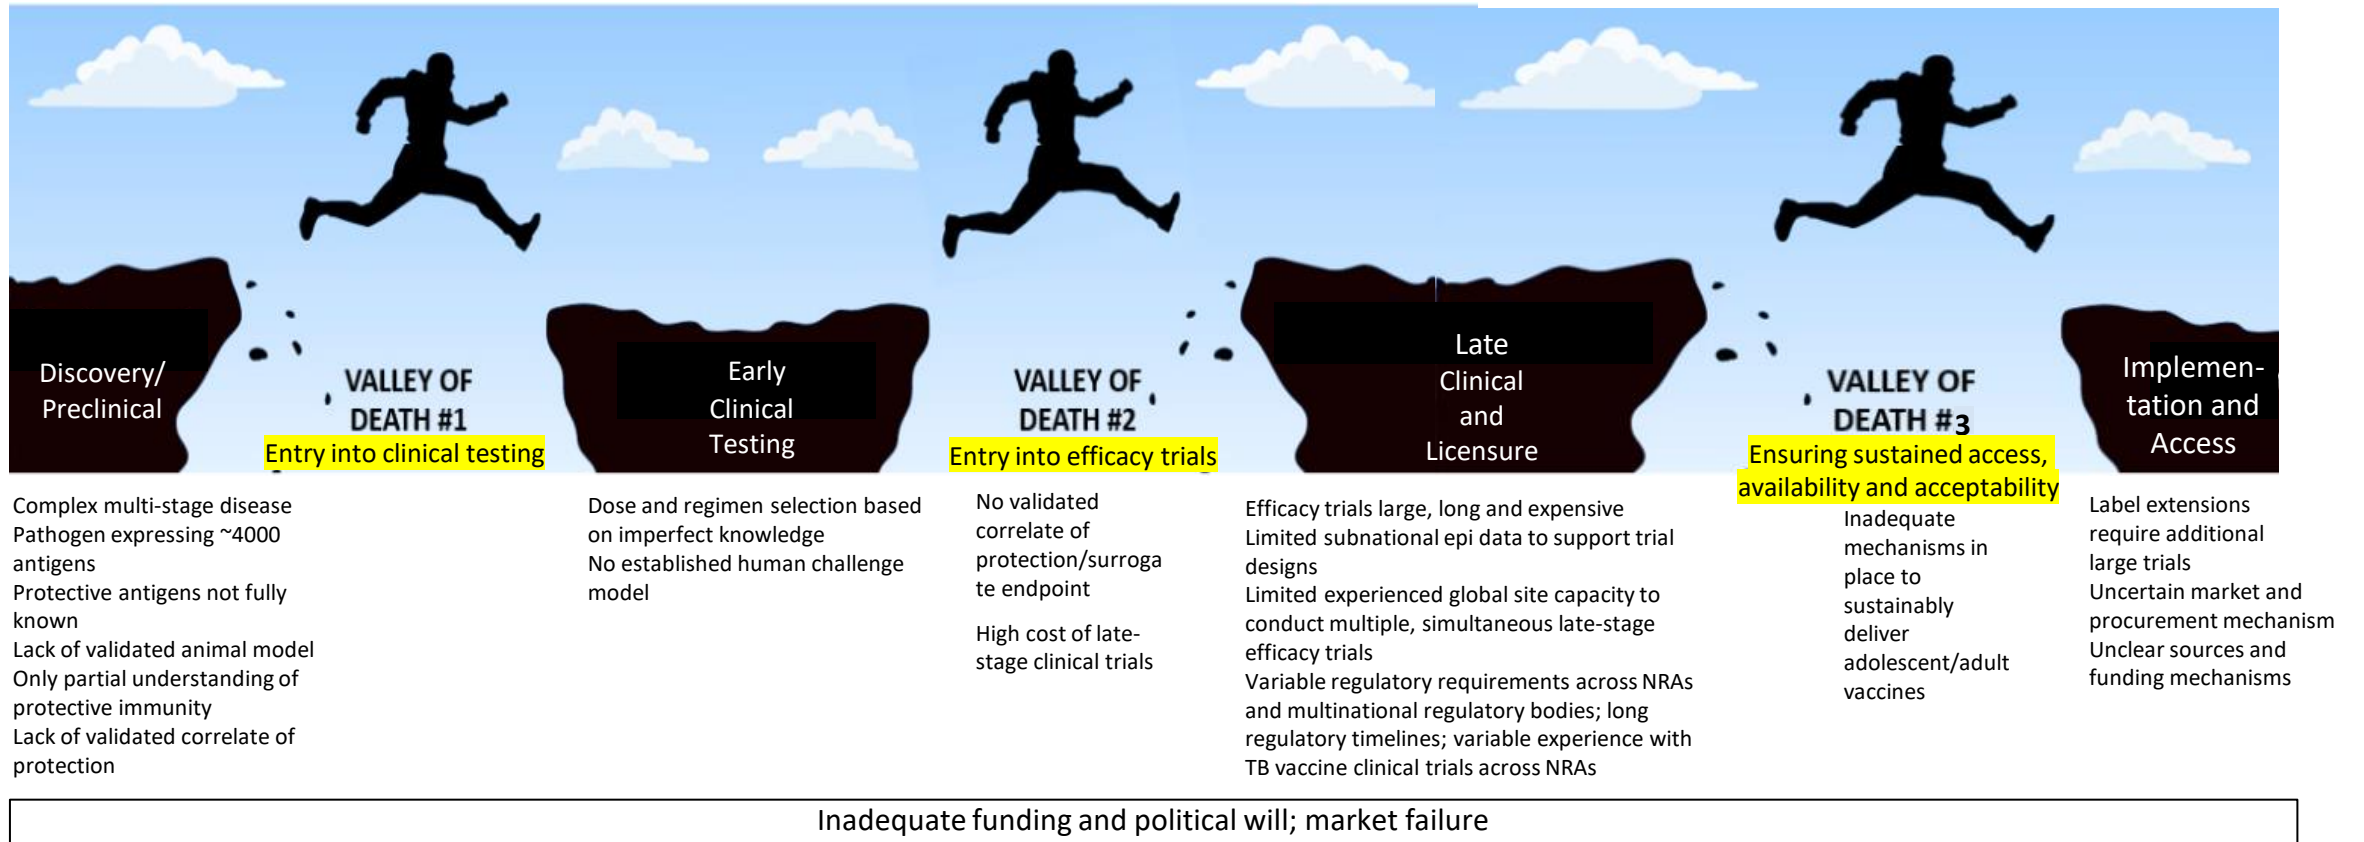 Discovery/
Preclinical
VALLEY OF
DEATH #1
Entry into clinical testing
Early
Clinical
Testing
VALLEY OF
DEATH #2
Entry into efficacy trials
Late
Clinical
and
Licensure
VALLEY OF
DEATH #3
Ensuring sustained access,
availability and acceptability
Implemen-
tation and
Access
Complex multi-stage disease
Pathogen expressing ~4000
antigens
Protective antigens not fully
known
Lack of validated animal model
Only partial understanding of
protective immunity
Lack of validated correlate of
protection
Dose and regimen selection based
on imperfect knowledge
No established human challenge
model
No validated
correlate of
protection/surroga
te endpoint
High cost of late-
stage clinical trials
Efficacy trials large, long and expensive
Limited subnational epi data to support trial
designs
Limited experienced global site capacity to
conduct multiple, simultaneous late-stage
efficacy trials
Variable regulatory requirements across NRAs
and multinational regulatory bodies; long
regulatory timelines; variable experience with
TB vaccine clinical trials across NRAs
Inadequate
mechanisms in
place to
sustainably
deliver
adolescent/adult
vaccines
Label extensions
require additional
large trials
Uncertain market and
procurement mechanism
Unclear sources and
funding mechanisms
Inadequate funding and political will; market failure